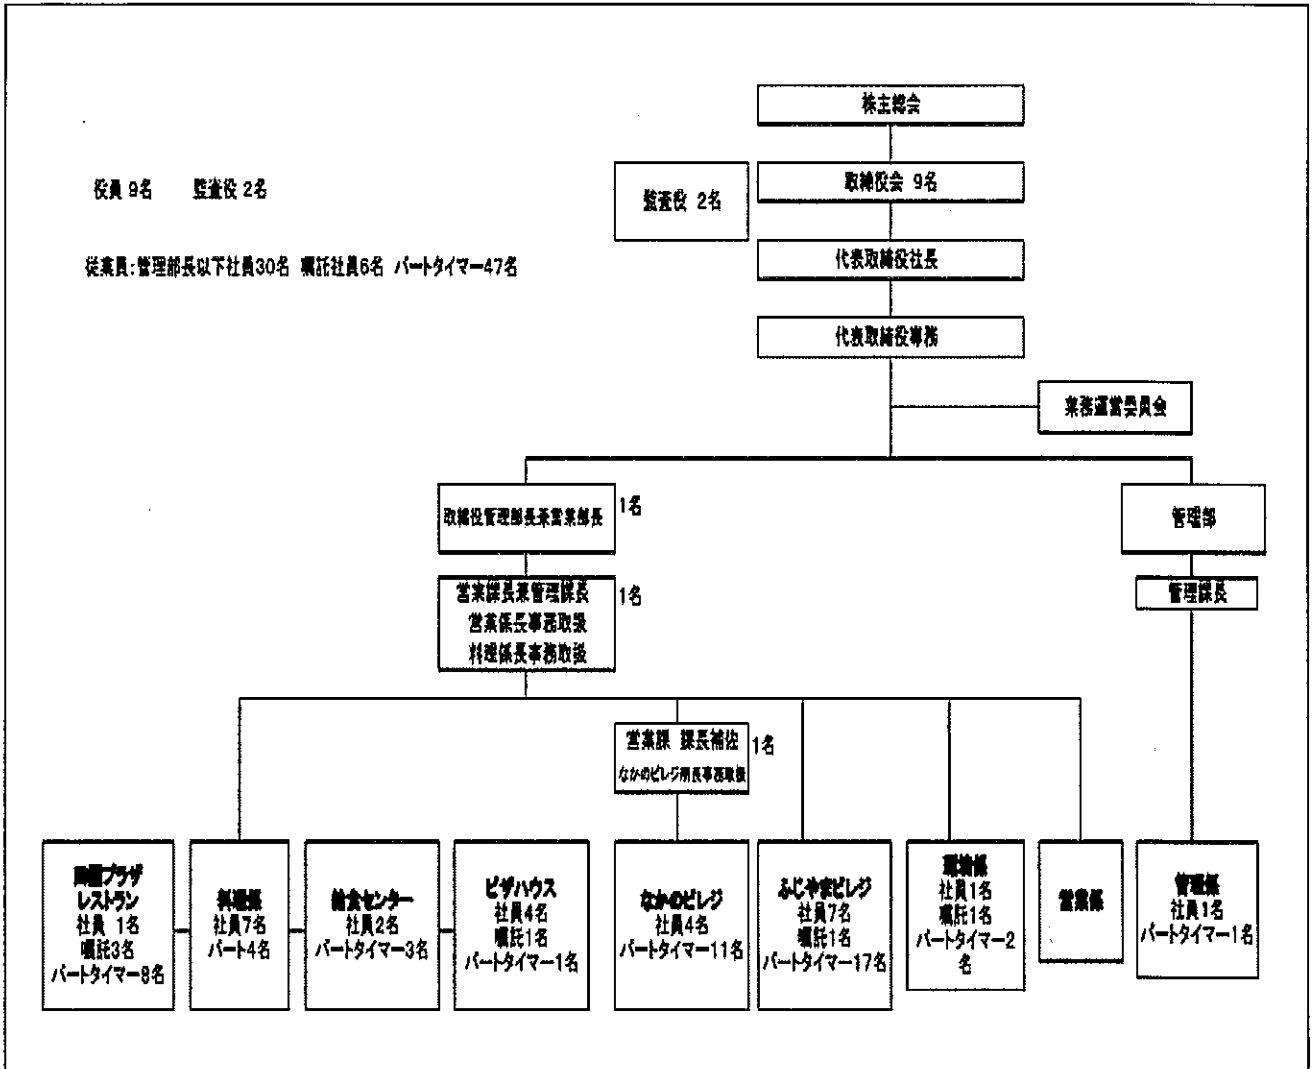 株主総会
役員 9名 監査役 2名
監査役 2名
取締役会 9名
従業員:管理部長以下社員30名 嘱託社員6名 パートタイマー47名
代表取締役社長
代表取締役専務
業務運営委員会
取締役管理部長兼営業部長
1名
管理部
営業課長兼管理課長
営業係長事務取扱
料理係長事務取扱
1名
管理課長
営業課 課長補佐
なかのビレジ所長事務取扱
1名
プラザ
レストラン
社員 1名
嘱託3名
パートタイマー8名
料理係
社員7名
パート4名
給食センター
社員2名
パートタイマー3名
ピザハウス
社員4名
嘱託1名
パートタイマー1名
なかのビレジ
社員4名
パートタイマー11名
ふじやまビレジ
社員7名
嘱託1名
パートタイマー17名
環境係
社員1名
嘱託1名
パートタイマー2
名
営業係
管理係
社員1名
パートタイマー1名